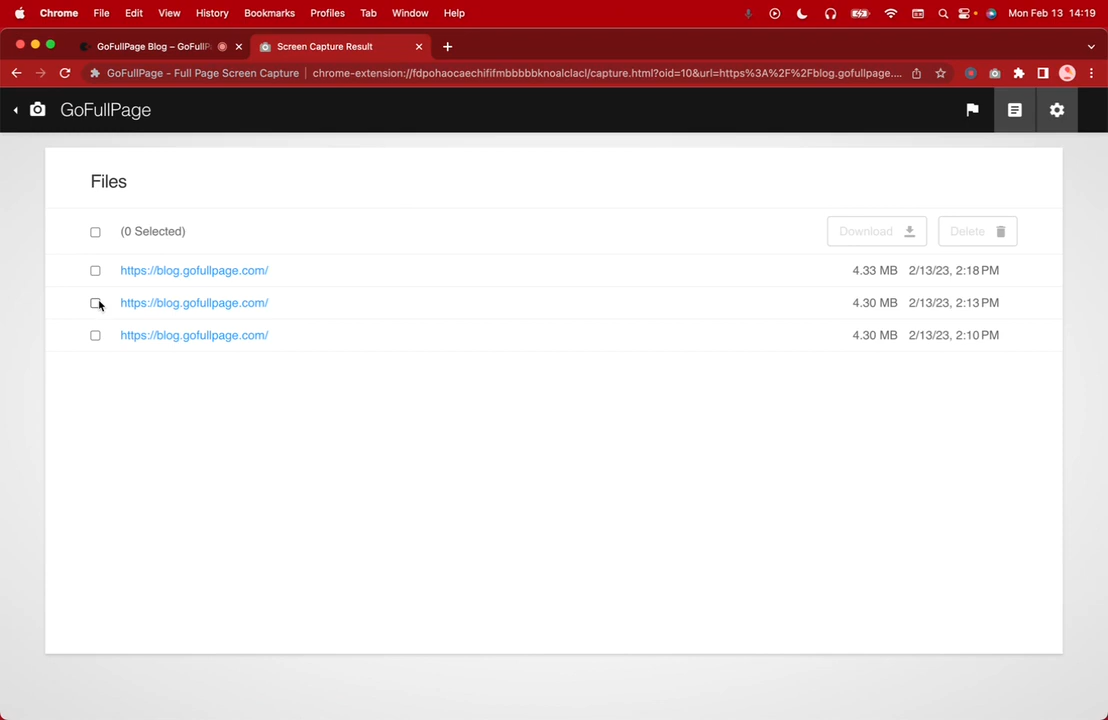 Chrome File Edit View History Bookmarks Profiles Tab Window Help Mon Feb 13 14:19
GoFullPage Blog – GoFullP Screen Capture Result
GoFullPage - Full Page Screen Capture chrome-extension://fdpohaocaechififmbbbbbknoalclacl/capture.html?oid=10&url=https%3A%2F%2Fblog.gofullpage....
GoFullPage
Files
(0 Selected) Download Delete
https://blog.gofullpage.com/ 4.33 MB 2/13/23, 2:18 PM
https://blog.gofullpage.com/ 4.30 MB 2/13/23, 2:13 PM
https://blog.gofullpage.com/ 4.30 MB 2/13/23, 2:10 PM